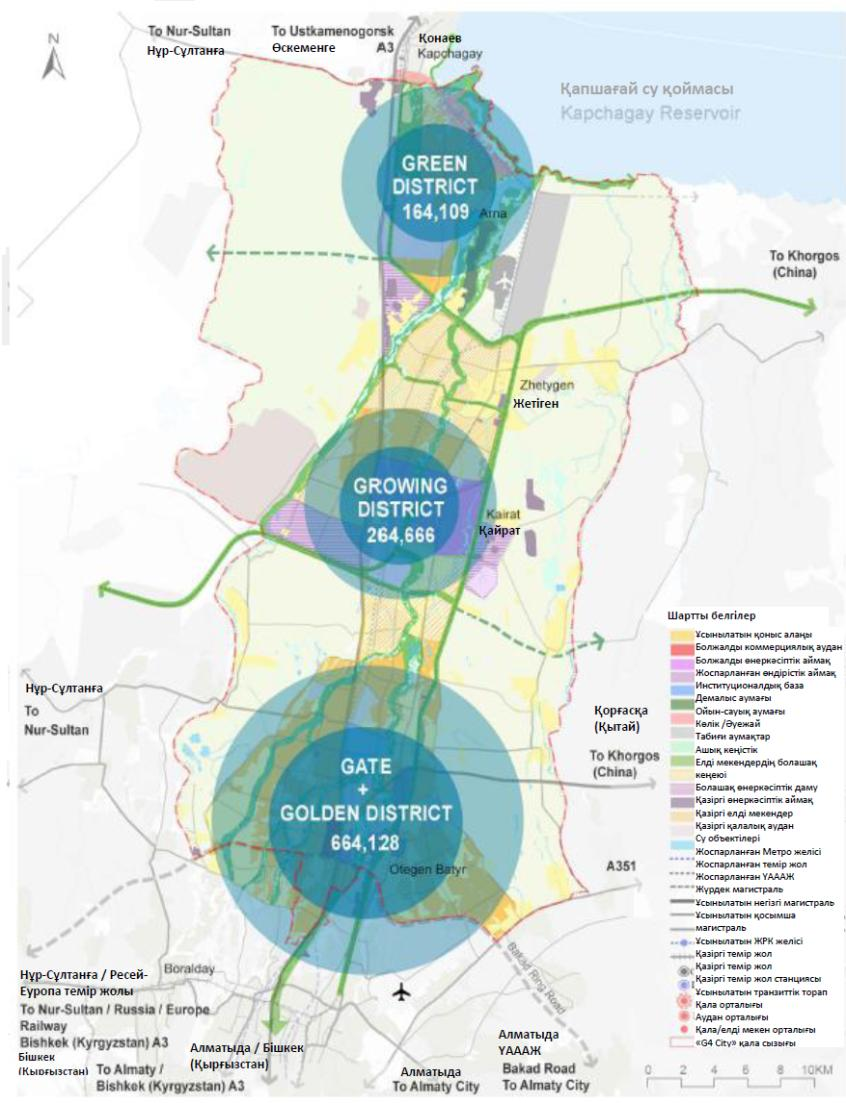 To Nur-Sultan
Нұр-Сұлтанға
To Ustkamenogorsk
Өскеменге
A3
Қонаев
Kapchagay
N
Қапшағай су қоймасы
Kapchagay Reservoir
GREEN
DISTRICT
164,109
Arna
To Khorgos
(China)
Zhetygen
Жетіген
GROWING
DISTRICT
264,666
Kairat
Қайрат
Нұр-Сұлтанға
To
Nur-Sultan
Қорғасқа
(Қытай)
To Khorgos
(China)
GATE
+
GOLDEN DISTRICT
664,128
Otegen Batyr
A351
Boralday
Bakad Ring Road
Нұр-Сұлтанға / Ресей-
Еуропа темір жолы
To Nur-Sultan / Russia / Europe
Railway
Bishkek (Kyrgyzstan) A3
Бішкек
(Қырғызстан)
To Almaty /
Bishkek (Kyrgyzstan) A3
Алматыда / Бішкек
(Қырғызстан)
Алматыда
To Almaty City
Алматыда
ҮАААЖ
Bakad Road
To Almaty City
Шартты белгілер
Ұсынылатын қоныс алаңы
Болжалды коммерциялық аудан
Болжалды өнеркәсіптік аймақ
Жоспарланған өндірістік аймақ
Институционалдық база
Демалыс аумағы
Ойын-сауық аумағы
Көлік /Әуежай
Табиғи аумақтар
Ашық кеңістік
Елді мекендердің болашақ
кеңеюі
Болашақ өнеркәсіптік даму
Қазіргі өнеркәсіптік аймақ
Қазіргі елді мекендер
Қазіргі қалалық аудан
Су объектілері
Жоспарланған Метро желісі
Жоспарланған темір жол
Жоспарланған ҮАААЖ
Жүрдек магистраль
Ұсынылатын негізгі магистраль
Ұсынылатын қосымша
магистраль
Ұсынылатын ЖРК желісі
Қазіргі темір жол
Қазіргі темір жол
Қазіргі темір жол станциясы
Ұсынылатын транзиттік торап
Қала орталығы
Аудан орталығы
Қала/елді мекен орталығы
«G4 City» қала сызығы
0 2 4 6 8 10KM